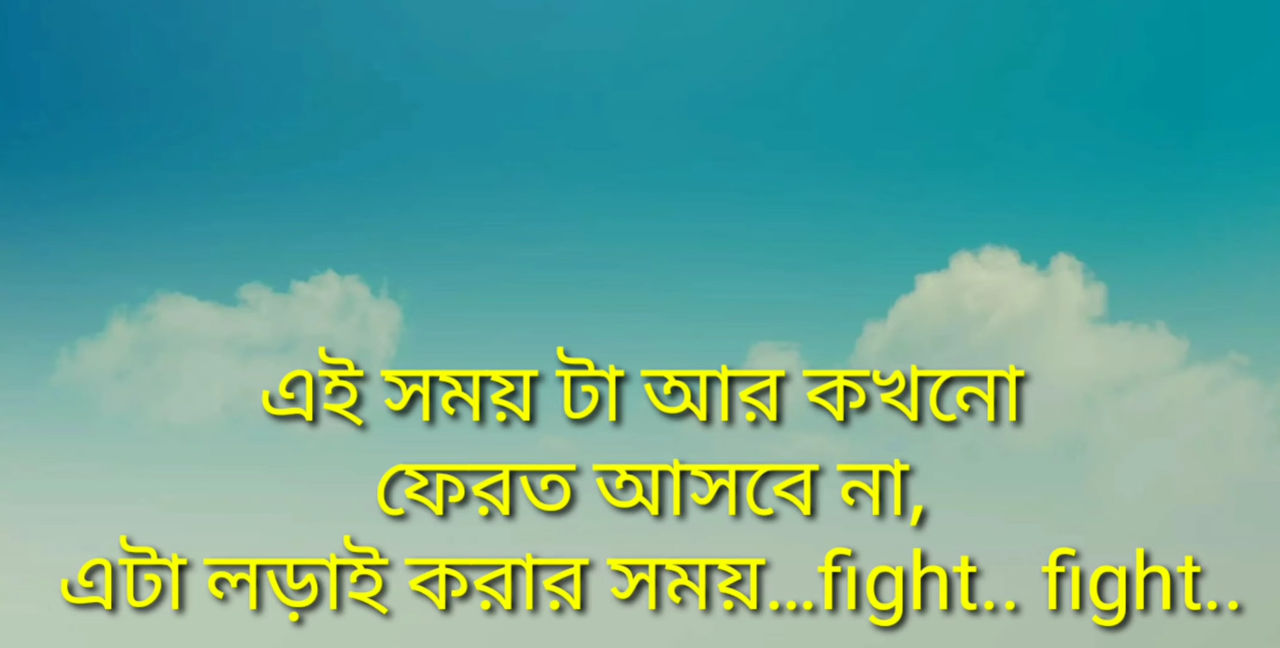 এই সময় টা আর কখনো
ফেরত আসবে না,
এটা লড়াই করার সময়...fight.. fight..